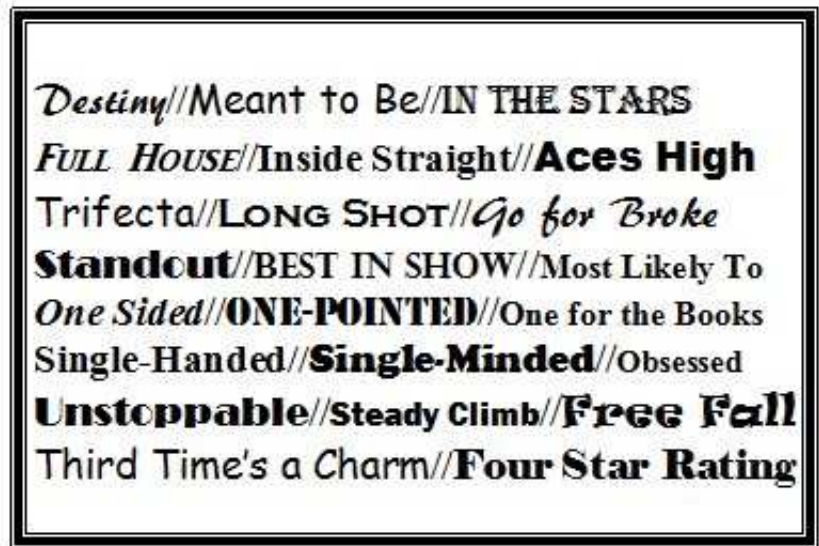 Destiny//Meant to Be//IN THE STARS
FULL HOUSE//Inside Straight//Aces High
Trifecta//LONG SHOT//Go for Broke
Standout//BEST IN SHOW//Most Likely To
One Sided//ONE-POINTED//One for the Books
Single-Handed//Single-Minded//Obsessed
Unstoppable//Steady Climb//Free Fall
Third Time's a Charm//Four Star Rating